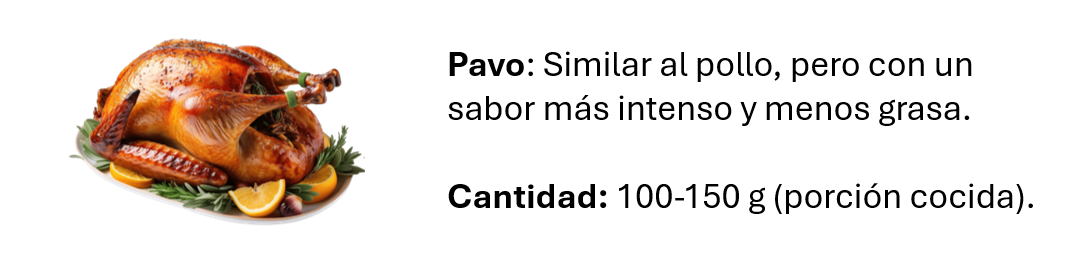 Pavo: Similar al pollo, pero con un
sabor más intenso y menos grasa.
Cantidad: 100-150 g (porción cocida).